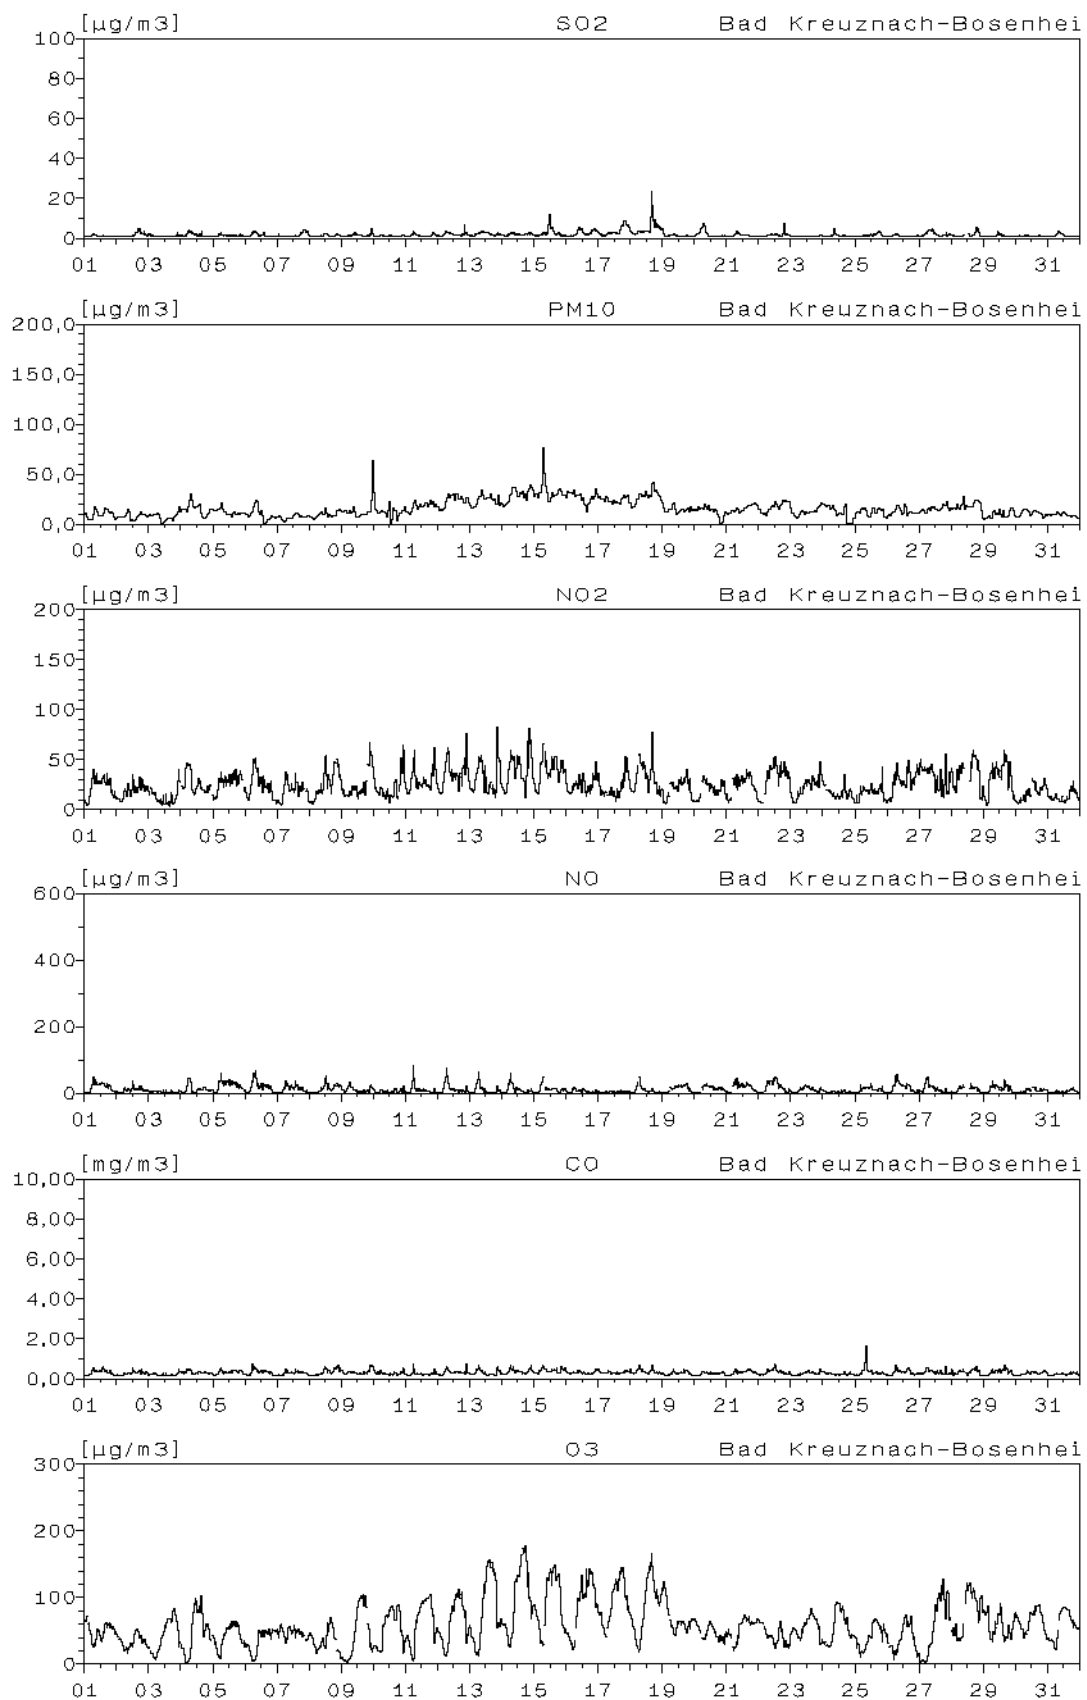 [µg/m3] SO2 Bad Kreuznach-Bosenhei
100
80
60
40
20
0
01 03 05 07 09 11 13 15 17 19 21 23 25 27 29 31
[µg/m3] PM10 Bad Kreuznach-Bosenhei
200,0
150,0
100,0
50,0
0,0
01 03 05 07 09 11 13 15 17 19 21 23 25 27 29 31
[µg/m3] NO2 Bad Kreuznach-Bosenhei
200
150
100
50
0
01 03 05 07 09 11 13 15 17 19 21 23 25 27 29 31
[µg/m3] NO Bad Kreuznach-Bosenhei
600
400
200
0
01 03 05 07 09 11 13 15 17 19 21 23 25 27 29 31
[mg/m3] CO Bad Kreuznach-Bosenhei
10,00
8,00
6,00
4,00
2,00
0,00
01 03 05 07 09 11 13 15 17 19 21 23 25 27 29 31
[µg/m3] O3 Bad Kreuznach-Bosenhei
300
200
100
0
01 03 05 07 09 11 13 15 17 19 21 23 25 27 29 31